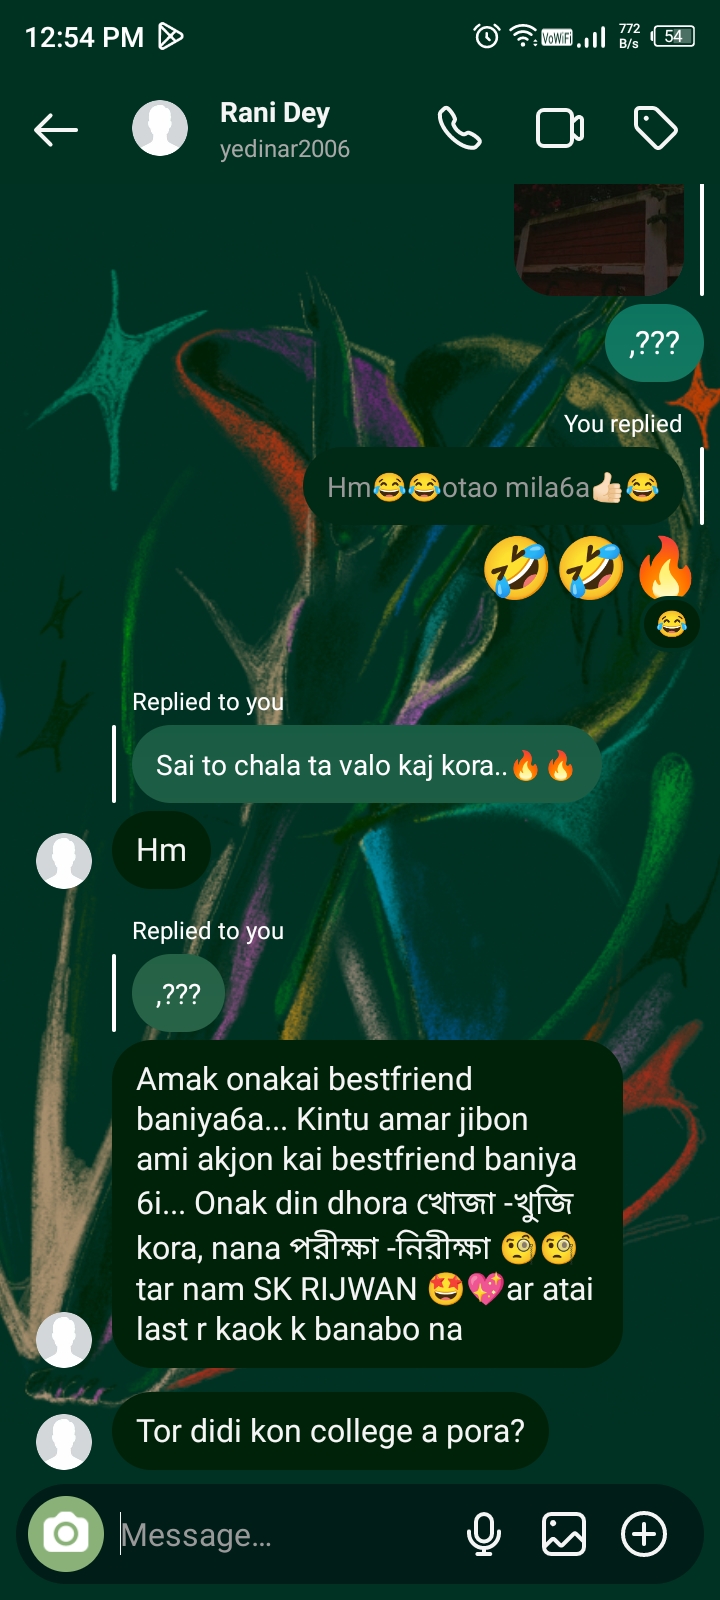 12:54 PM
VoWiFi
772
B/s
54
Rani Dey
yedinar2006
,???
You replied
Hm😂😂otao mila6a👍🏻😂
🤣🤣🔥
😂
Replied to you
Sai to chala ta valo kaj kora..🔥🔥
Hm
Replied to you
,???
Amak onakai bestfriend
baniya6a... Kintu amar jibon
ami akjon kai bestfriend baniya
6i... Onak din dhora খোজা -খুজি
kora, nana পরীক্ষা -নিরীক্ষা 🧐🧐
tar nam SK RIJWAN 🤩💖ar atai
last r kaok k banabo na
Tor didi kon college a pora?
Message...